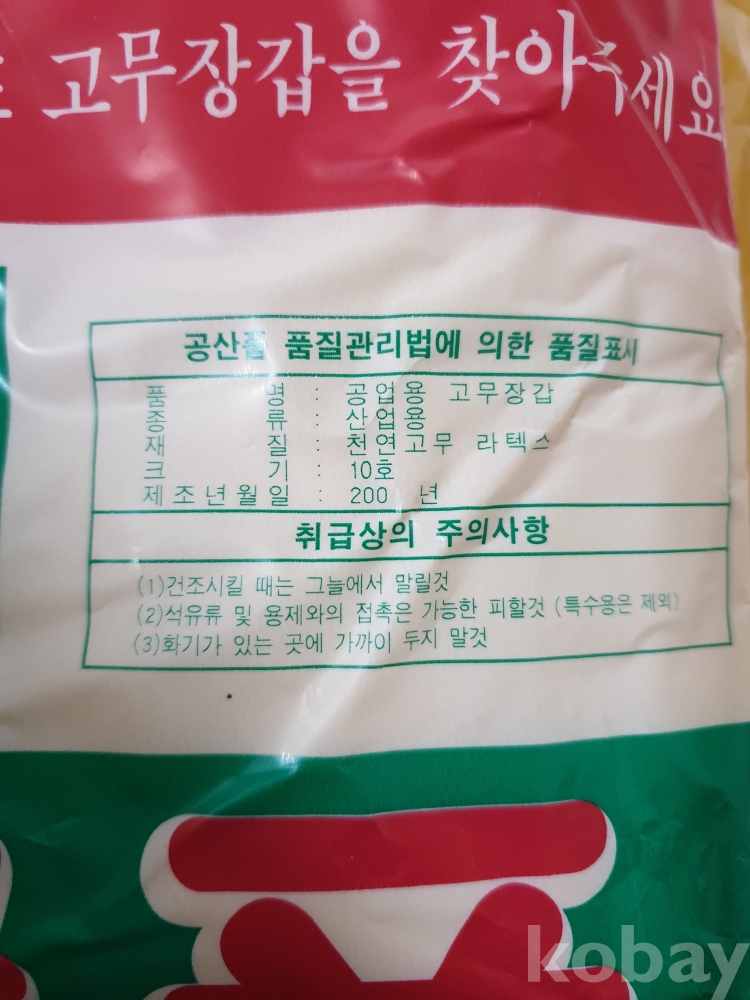 고무장갑을 찾아주세요
공산품 품질관리법에 의한 품질표시
품 명 : 공업용 고무장갑
종 류 : 산업용
재 질 : 천연고무 라텍스
크 기 : 10호
제조년월일 : 200 년
취급상의 주의사항
(1)건조시킬 때는 그늘에서 말릴것
(2)석유류 및 용제와의 접촉은 가능한 피할것 (특수용은 제외)
(3)화기가 있는 곳에 가까이 두지 말것
kobay